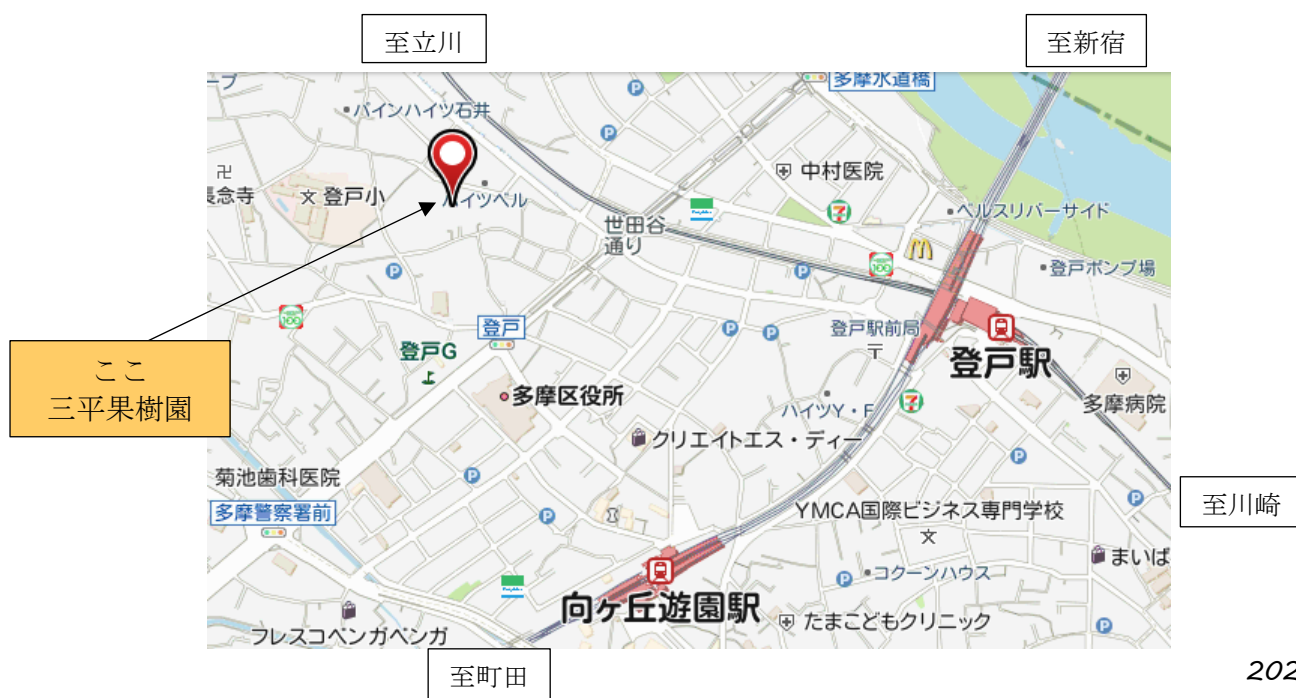 至立川
至新宿
多摩水道橋
ープ
パインハイツ石井
中村医院
卍
長念寺
文 登戸小
ハイツベル
世田谷
通り
ベルスリバーサイド
登戸ポンプ場
100
100
登戸
登戸駅前局
〒
登戸駅
登戸G
ここ
三平果樹園
多摩区役所
ハイツY・F
多摩病院
クリエイトエス・ディー
菊池歯科医院
多摩警察署前
YMCA国際ビジネス専門学校
文
至川崎
まいば
コクーンハウス
向ヶ丘遊園駅
たまこどもクリニック
フレスコベンガベンガ
至町田
202